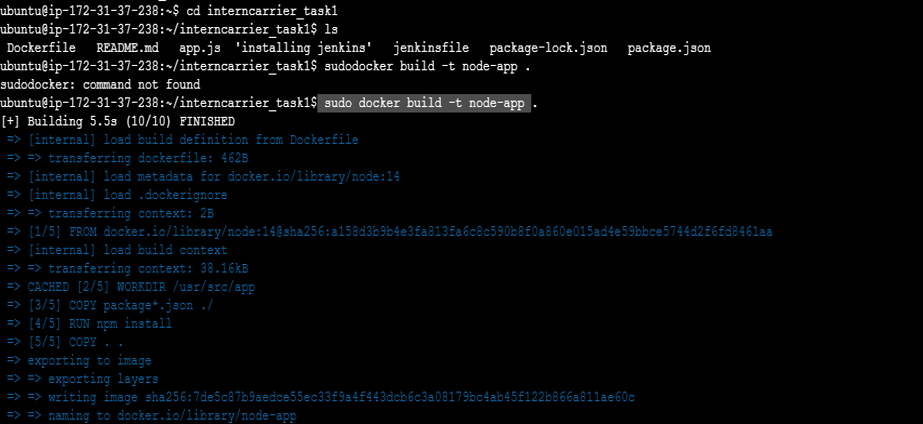 ubuntu@ip-172-31-37-238:~$ cd interncarrier_task1
ubuntu@ip-172-31-37-238:~/interncarrier_task1$ ls
Dockerfile   README.md   app.js  'installing jenkins'   jenkinsfile   package-lock.json   package.json
ubuntu@ip-172-31-37-238:~/interncarrier_task1$ sudodocker build -t node-app .
sudodocker: command not found
ubuntu@ip-172-31-37-238:~/interncarrier_task1$ sudo docker build -t node-app .
[+] Building 5.5s (10/10) FINISHED
=> [internal] load build definition from Dockerfile
=> => transferring dockerfile: 462B
=> [internal] load metadata for docker.io/library/node:14
=> [internal] load .dockerignore
=> => transferring context: 2B
=> [1/5] FROM docker.io/library/node:14@sha256:a158d3b9b4e3fa813fa6c8c590b8f0a860e015ad4e59bbce5744d2f6fd8461aa
=> [internal] load build context
=> => transferring context: 38.16kB
=> CACHED [2/5] WORKDIR /usr/src/app
=> [3/5] COPY package*.json ./
=> [4/5] RUN npm install
=> [5/5] COPY . .
=> exporting to image
=> => exporting layers
=> => writing image sha256:7de5c87b9aedce55ec33f9a4f443dcb6c3a08179bc4ab45f122b866a811ae60c
=> => naming to docker.io/library/node-app